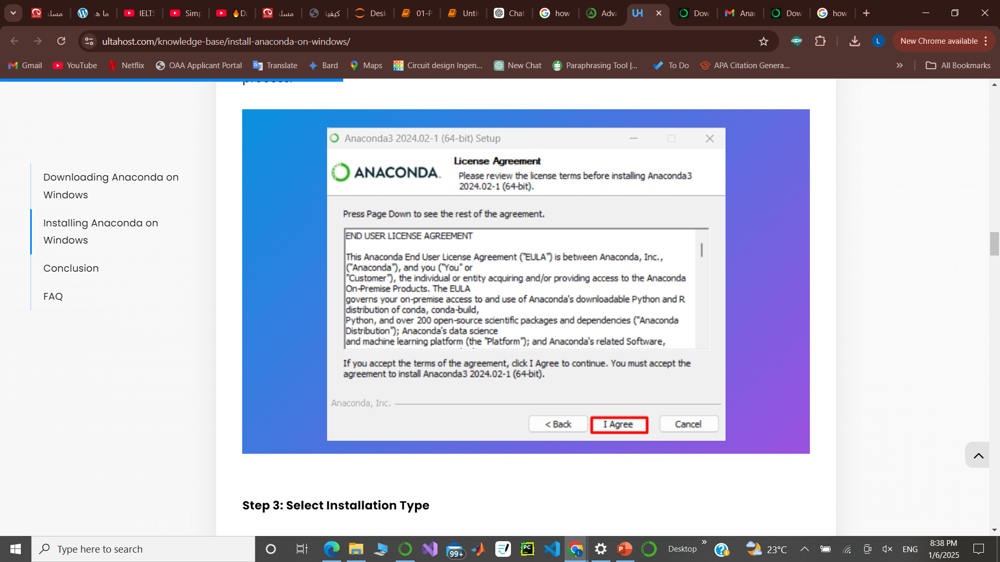 مسلـ
ما هـ
IELTS
Simp
Da
مسلـ
كيفية
Desk
01-P
Untit
Chat
how
Adva
UH
Dow
Anac
Dow
how
ultahost.com/knowledge-base/install-anaconda-on-windows/
L
New Chrome available
Gmail
YouTube
Netflix
OAA Applicant Portal
Translate
Bard
Maps
Circuit design Ingen...
New Chat
Paraphrasing Tool |...
To Do
APA Citation Genera...
All Bookmarks
Downloading Anaconda on
Windows
Installing Anaconda on
Windows
Conclusion
FAQ
Anaconda3 2024.02-1 (64-bit) Setup
ANACONDA.
License Agreement
Please review the license terms before installing Anaconda3
2024.02-1 (64-bit).
Press Page Down to see the rest of the agreement.
END USER LICENSE AGREEMENT
This Anaconda End User License Agreement ("EULA") is between Anaconda, Inc.,
("Anaconda"), and you ("You" or
"Customer"), the individual or entity acquiring and/or providing access to the Anaconda
On-Premise Products. The EULA
governs your on-premise access to and use of Anaconda's downloadable Python and R
distribution of conda, conda-build,
Python, and over 200 open-source scientific packages and dependencies ("Anaconda
Distribution"); Anaconda's data science
and machine learning platform (the "Platform"); and Anaconda's related Software,
If you accept the terms of the agreement, click I Agree to continue. You must accept the
agreement to install Anaconda3 2024.02-1 (64-bit).
Anaconda, Inc.
< Back
I Agree
Cancel
Step 3: Select Installation Type
Type here to search
99+
PC
Desktop
23°C
ENG
8:38 PM
1/6/2025